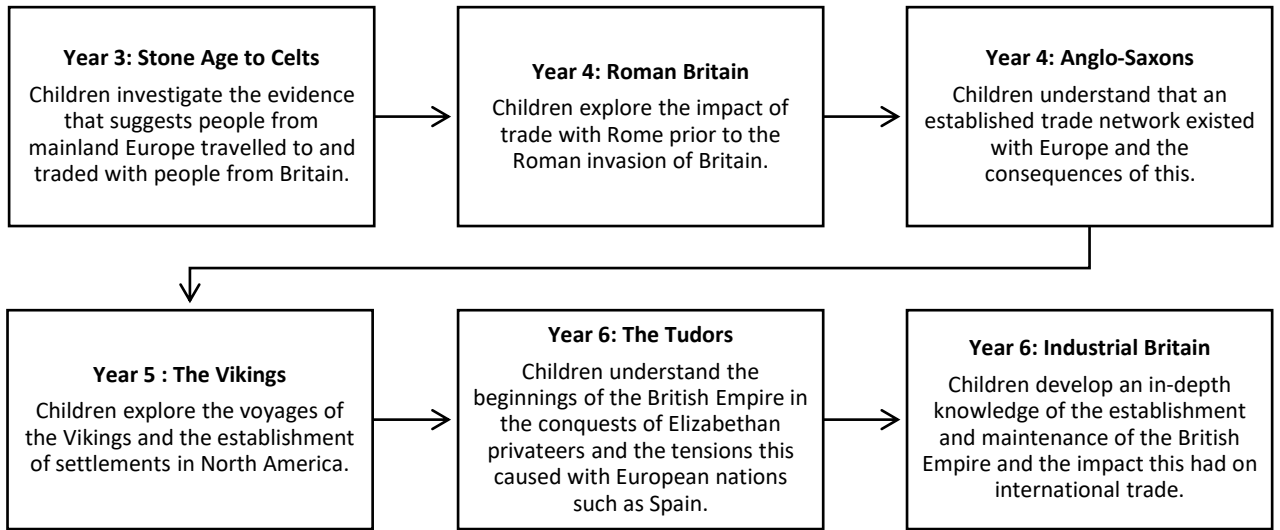 Year 3: Stone Age to Celts
Children investigate the evidence
that suggests people from
mainland Europe travelled to and
traded with people from Britain.
Year 4: Roman Britain
Children explore the impact of
trade with Rome prior to the
Roman invasion of Britain.
Year 4: Anglo-Saxons
Children understand that an
established trade network existed
with Europe and the
consequences of this.
Year 5 : The Vikings
Children explore the voyages of
the Vikings and the establishment
of settlements in North America.
Year 6: The Tudors
Children understand the
beginnings of the British Empire in
the conquests of Elizabethan
privateers and the tensions this
caused with European nations
such as Spain.
Year 6: Industrial Britain
Children develop an in-depth
knowledge of the establishment
and maintenance of the British
Empire and the impact this had on
international trade.